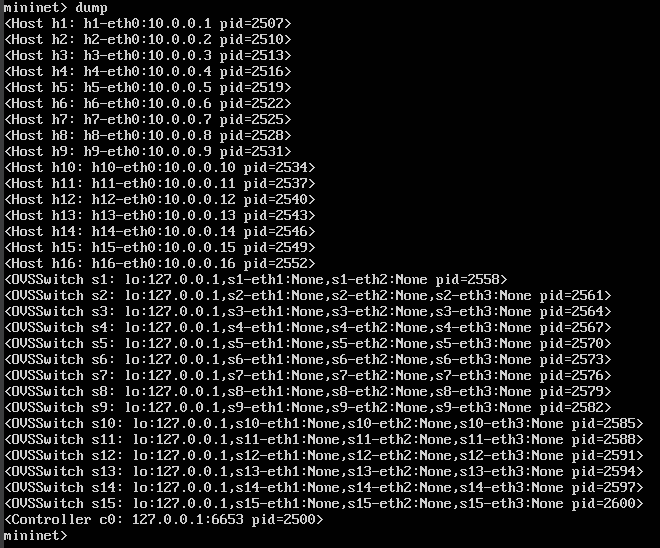 mininet> dump
<Host h1: h1-eth0:10.0.0.1 pid=2507>
<Host h2: h2-eth0:10.0.0.2 pid=2510>
<Host h3: h3-eth0:10.0.0.3 pid=2513>
<Host h4: h4-eth0:10.0.0.4 pid=2516>
<Host h5: h5-eth0:10.0.0.5 pid=2519>
<Host h6: h6-eth0:10.0.0.6 pid=2522>
<Host h7: h7-eth0:10.0.0.7 pid=2525>
<Host h8: h8-eth0:10.0.0.8 pid=2528>
<Host h9: h9-eth0:10.0.0.9 pid=2531>
<Host h10: h10-eth0:10.0.0.10 pid=2534>
<Host h11: h11-eth0:10.0.0.11 pid=2537>
<Host h12: h12-eth0:10.0.0.12 pid=2540>
<Host h13: h13-eth0:10.0.0.13 pid=2543>
<Host h14: h14-eth0:10.0.0.14 pid=2546>
<Host h15: h15-eth0:10.0.0.15 pid=2549>
<Host h16: h16-eth0:10.0.0.16 pid=2552>
<OVSSwitch s1: lo:127.0.0.1,s1-eth1:None,s1-eth2:None pid=2558>
<OVSSwitch s2: lo:127.0.0.1,s2-eth1:None,s2-eth2:None,s2-eth3:None pid=2561>
<OVSSwitch s3: lo:127.0.0.1,s3-eth1:None,s3-eth2:None,s3-eth3:None pid=2564>
<OVSSwitch s4: lo:127.0.0.1,s4-eth1:None,s4-eth2:None,s4-eth3:None pid=2567>
<OVSSwitch s5: lo:127.0.0.1,s5-eth1:None,s5-eth2:None,s5-eth3:None pid=2570>
<OVSSwitch s6: lo:127.0.0.1,s6-eth1:None,s6-eth2:None,s6-eth3:None pid=2573>
<OVSSwitch s7: lo:127.0.0.1,s7-eth1:None,s7-eth2:None,s7-eth3:None pid=2576>
<OVSSwitch s8: lo:127.0.0.1,s8-eth1:None,s8-eth2:None,s8-eth3:None pid=2579>
<OVSSwitch s9: lo:127.0.0.1,s9-eth1:None,s9-eth2:None,s9-eth3:None pid=2582>
<OVSSwitch s10: lo:127.0.0.1,s10-eth1:None,s10-eth2:None,s10-eth3:None pid=2585>
<OVSSwitch s11: lo:127.0.0.1,s11-eth1:None,s11-eth2:None,s11-eth3:None pid=2588>
<OVSSwitch s12: lo:127.0.0.1,s12-eth1:None,s12-eth2:None,s12-eth3:None pid=2591>
<OVSSwitch s13: lo:127.0.0.1,s13-eth1:None,s13-eth2:None,s13-eth3:None pid=2594>
<OVSSwitch s14: lo:127.0.0.1,s14-eth1:None,s14-eth2:None,s14-eth3:None pid=2597>
<OVSSwitch s15: lo:127.0.0.1,s15-eth1:None,s15-eth2:None,s15-eth3:None pid=2600>
<Controller c0: 127.0.0.1:6653 pid=2500>
mininet>